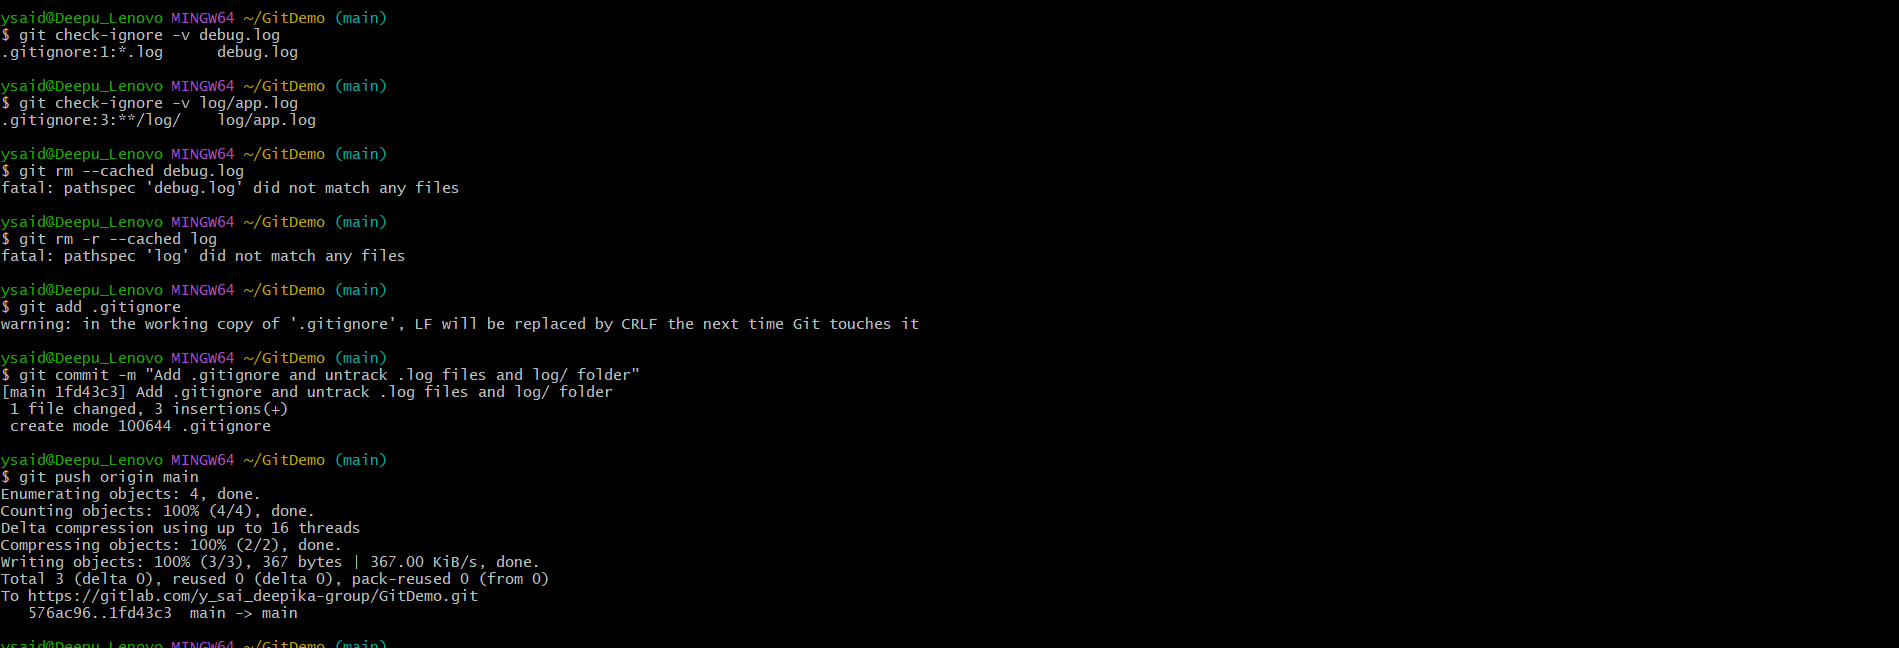 ysaid@Deepu_Lenovo MINGW64 ~/GitDemo (main)
$ git check-ignore -v debug.log
.gitignore:1:*.log      debug.log
ysaid@Deepu_Lenovo MINGW64 ~/GitDemo (main)
$ git check-ignore -v log/app.log
.gitignore:3:**/log/    log/app.log
ysaid@Deepu_Lenovo MINGW64 ~/GitDemo (main)
$ git rm --cached debug.log
fatal: pathspec 'debug.log' did not match any files
ysaid@Deepu_Lenovo MINGW64 ~/GitDemo (main)
$ git rm -r --cached log
fatal: pathspec 'log' did not match any files
ysaid@Deepu_Lenovo MINGW64 ~/GitDemo (main)
$ git add .gitignore
warning: in the working copy of '.gitignore', LF will be replaced by CRLF the next time Git touches it
ysaid@Deepu_Lenovo MINGW64 ~/GitDemo (main)
$ git commit -m "Add .gitignore and untrack .log files and log/ folder"
[main 1fd43c3] Add .gitignore and untrack .log files and log/ folder
 1 file changed, 3 insertions(+)
 create mode 100644 .gitignore
ysaid@Deepu_Lenovo MINGW64 ~/GitDemo (main)
$ git push origin main
Enumerating objects: 4, done.
Counting objects: 100% (4/4), done.
Delta compression using up to 16 threads
Compressing objects: 100% (2/2), done.
Writing objects: 100% (3/3), 367 bytes | 367.00 KiB/s, done.
Total 3 (delta 0), reused 0 (delta 0), pack-reused 0 (from 0)
To https://gitlab.com/y_sai_deepika-group/GitDemo.git
   576ac96..1fd43c3  main -> main
ysaid@Deepu_Lenovo MINGW64 ~/GitDemo (main)